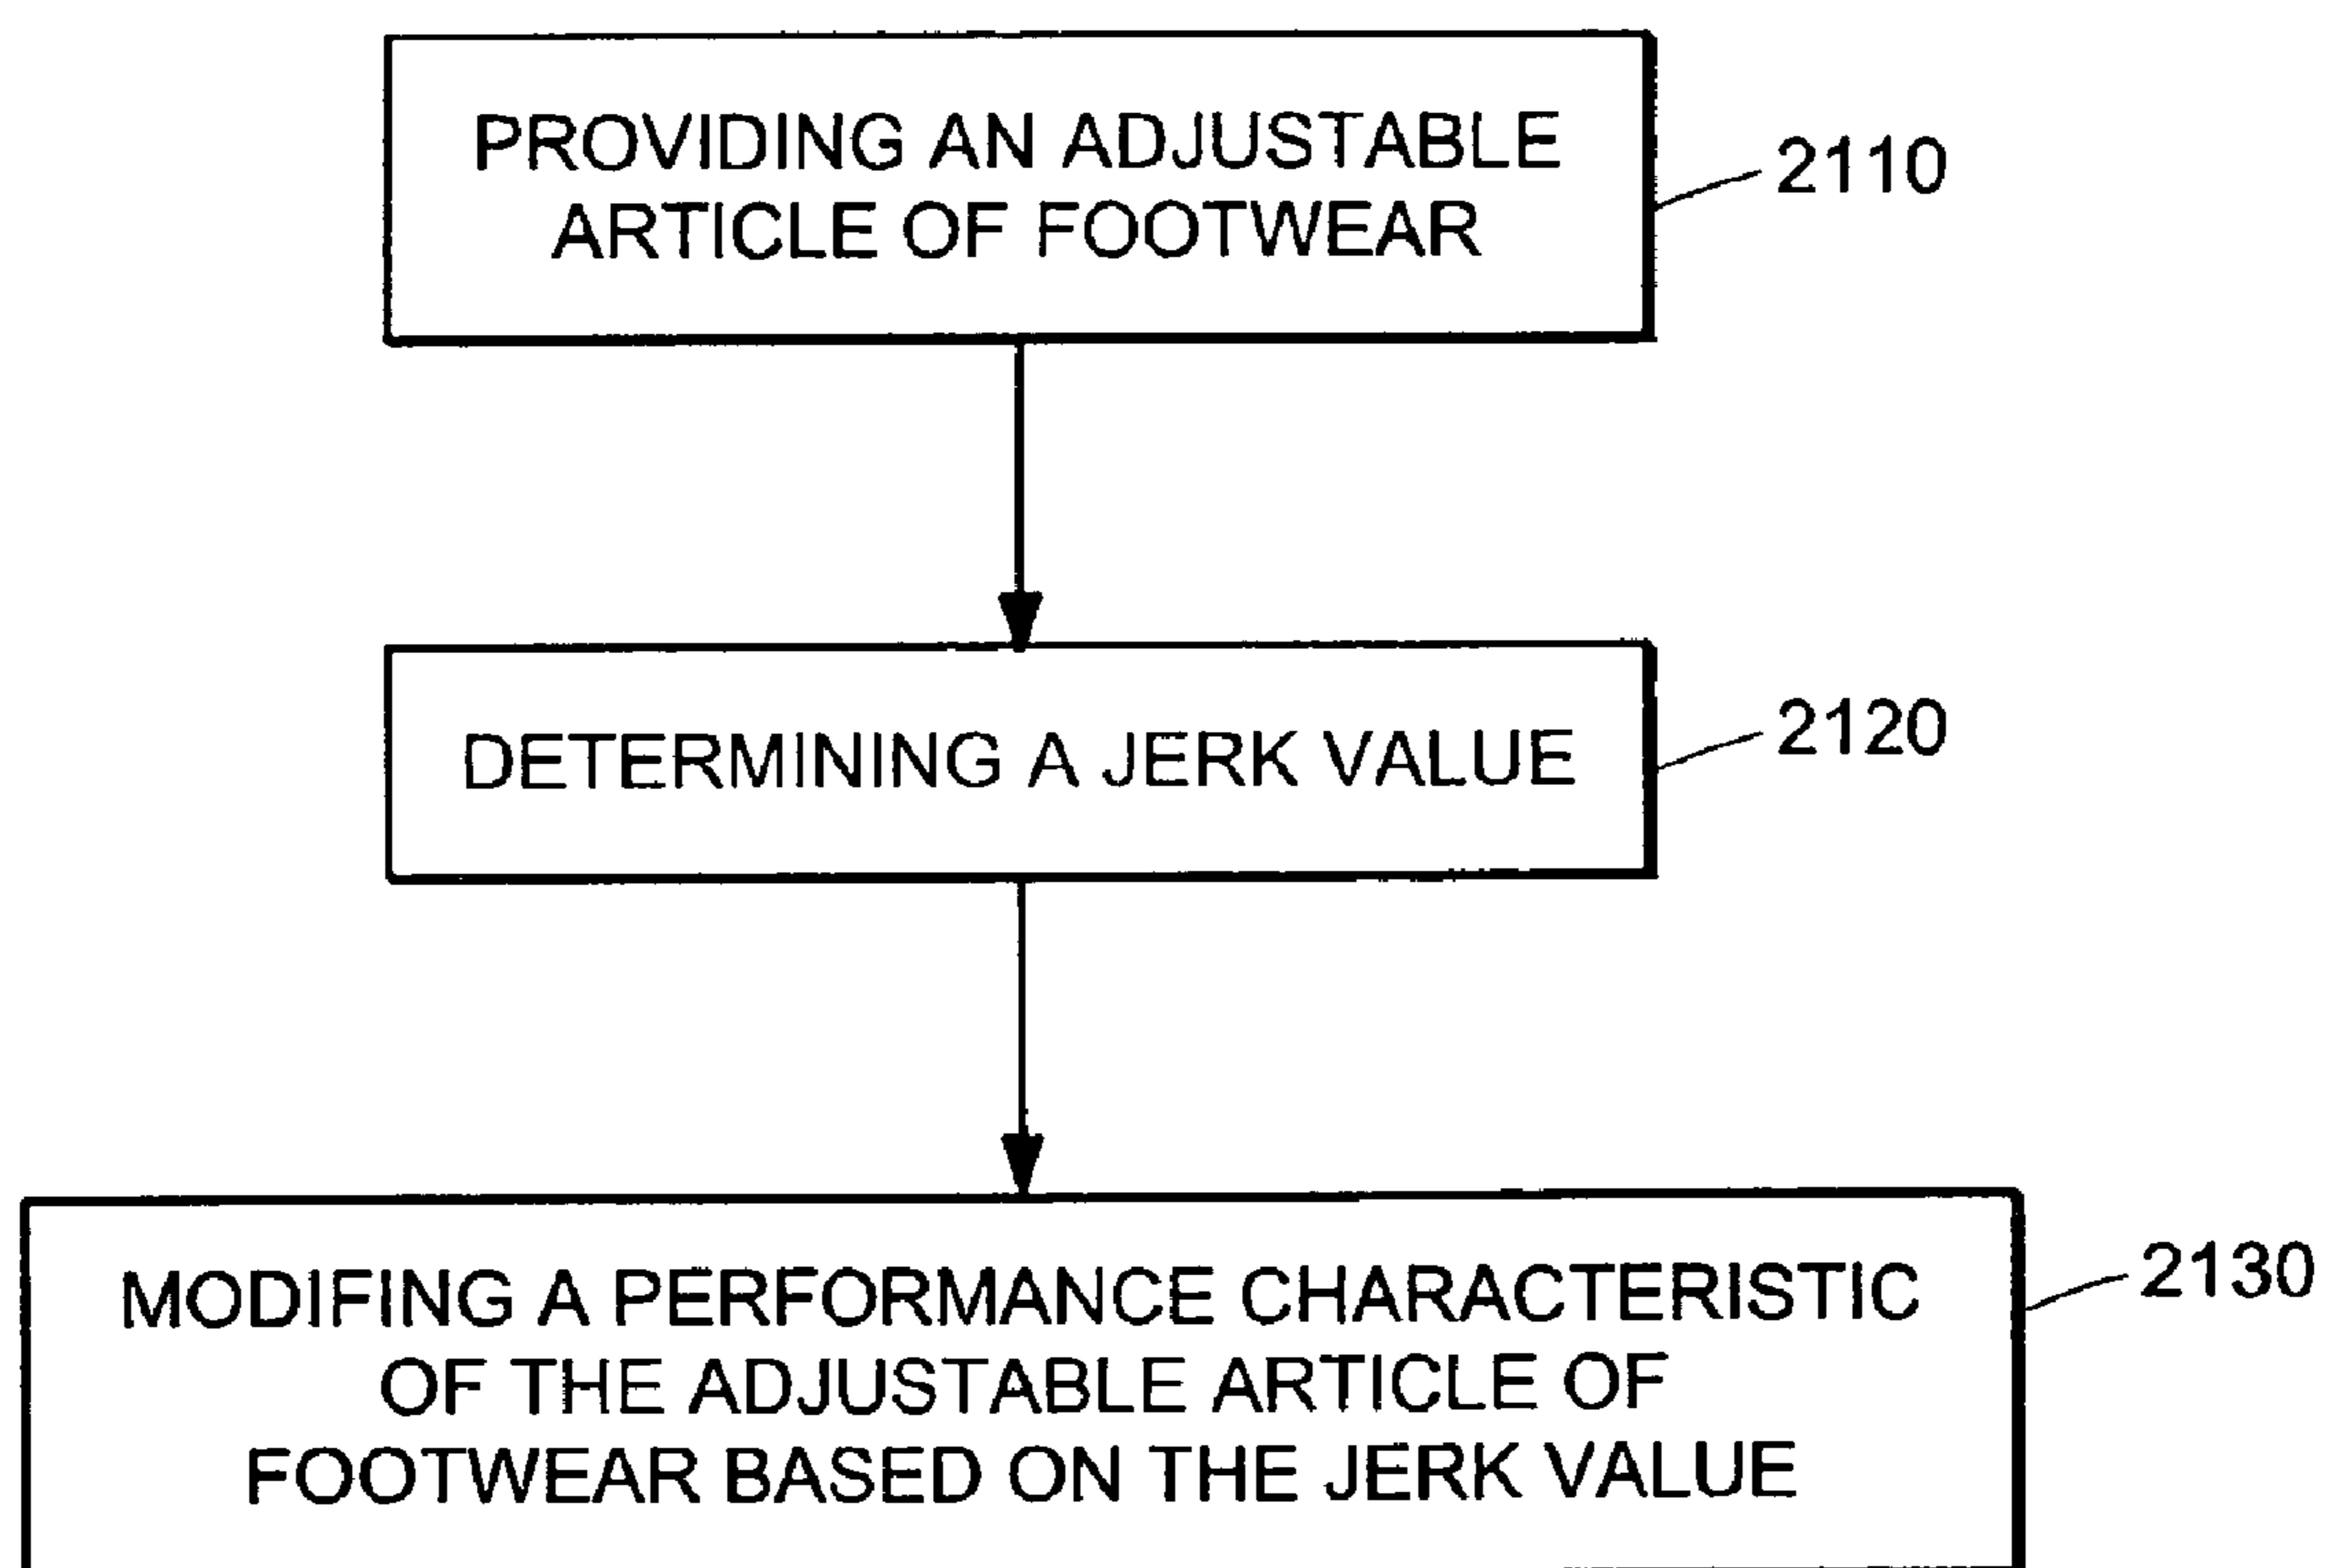 PROVIDING AN ADJUSTABLE
ARTICLE OF FOOTWEAR
2110
DETERMINING A JERK VALUE
2120
MODIFING A PERFORMANCE CHARACTERISTIC
OF THE ADJUSTABLE ARTICLE OF
FOOTWEAR BASED ON THE JERK VALUE
2130